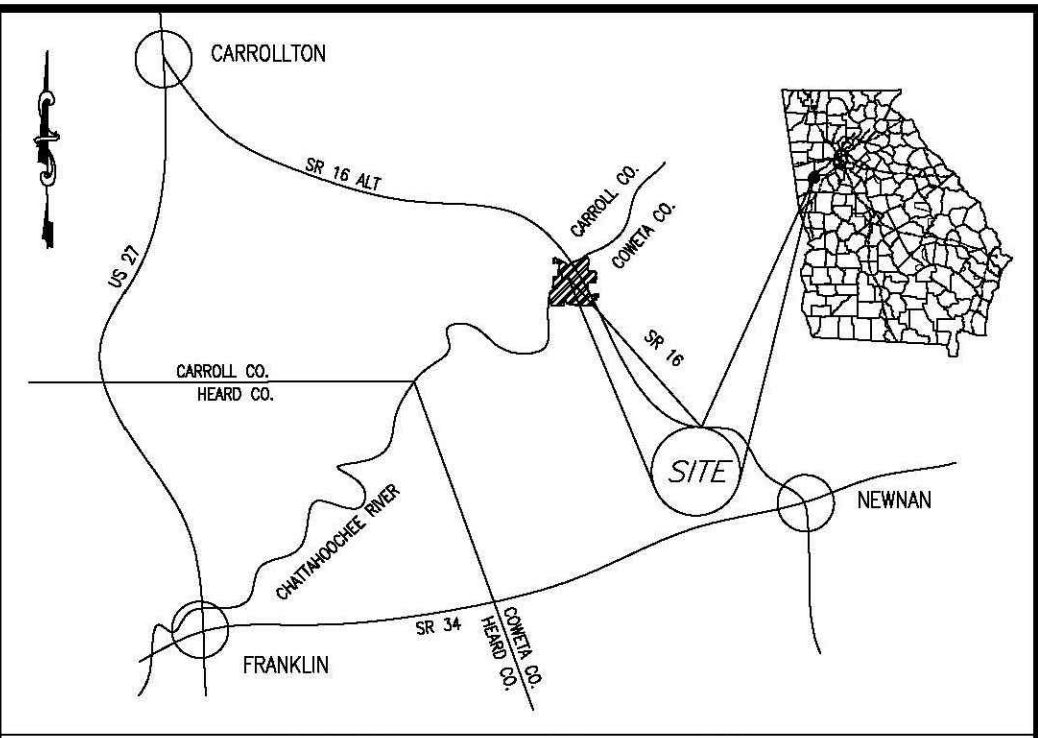 CARROLLTON
SR 16 ALT
CARROLL CO.
COWETA CO.
US 27
SR 16
CARROLL CO.
HEARD CO.
SITE
NEWNAN
CHATTAHOOCHEE RIVER
SR 34
COWETA CO.
HEARD CO.
FRANKLIN